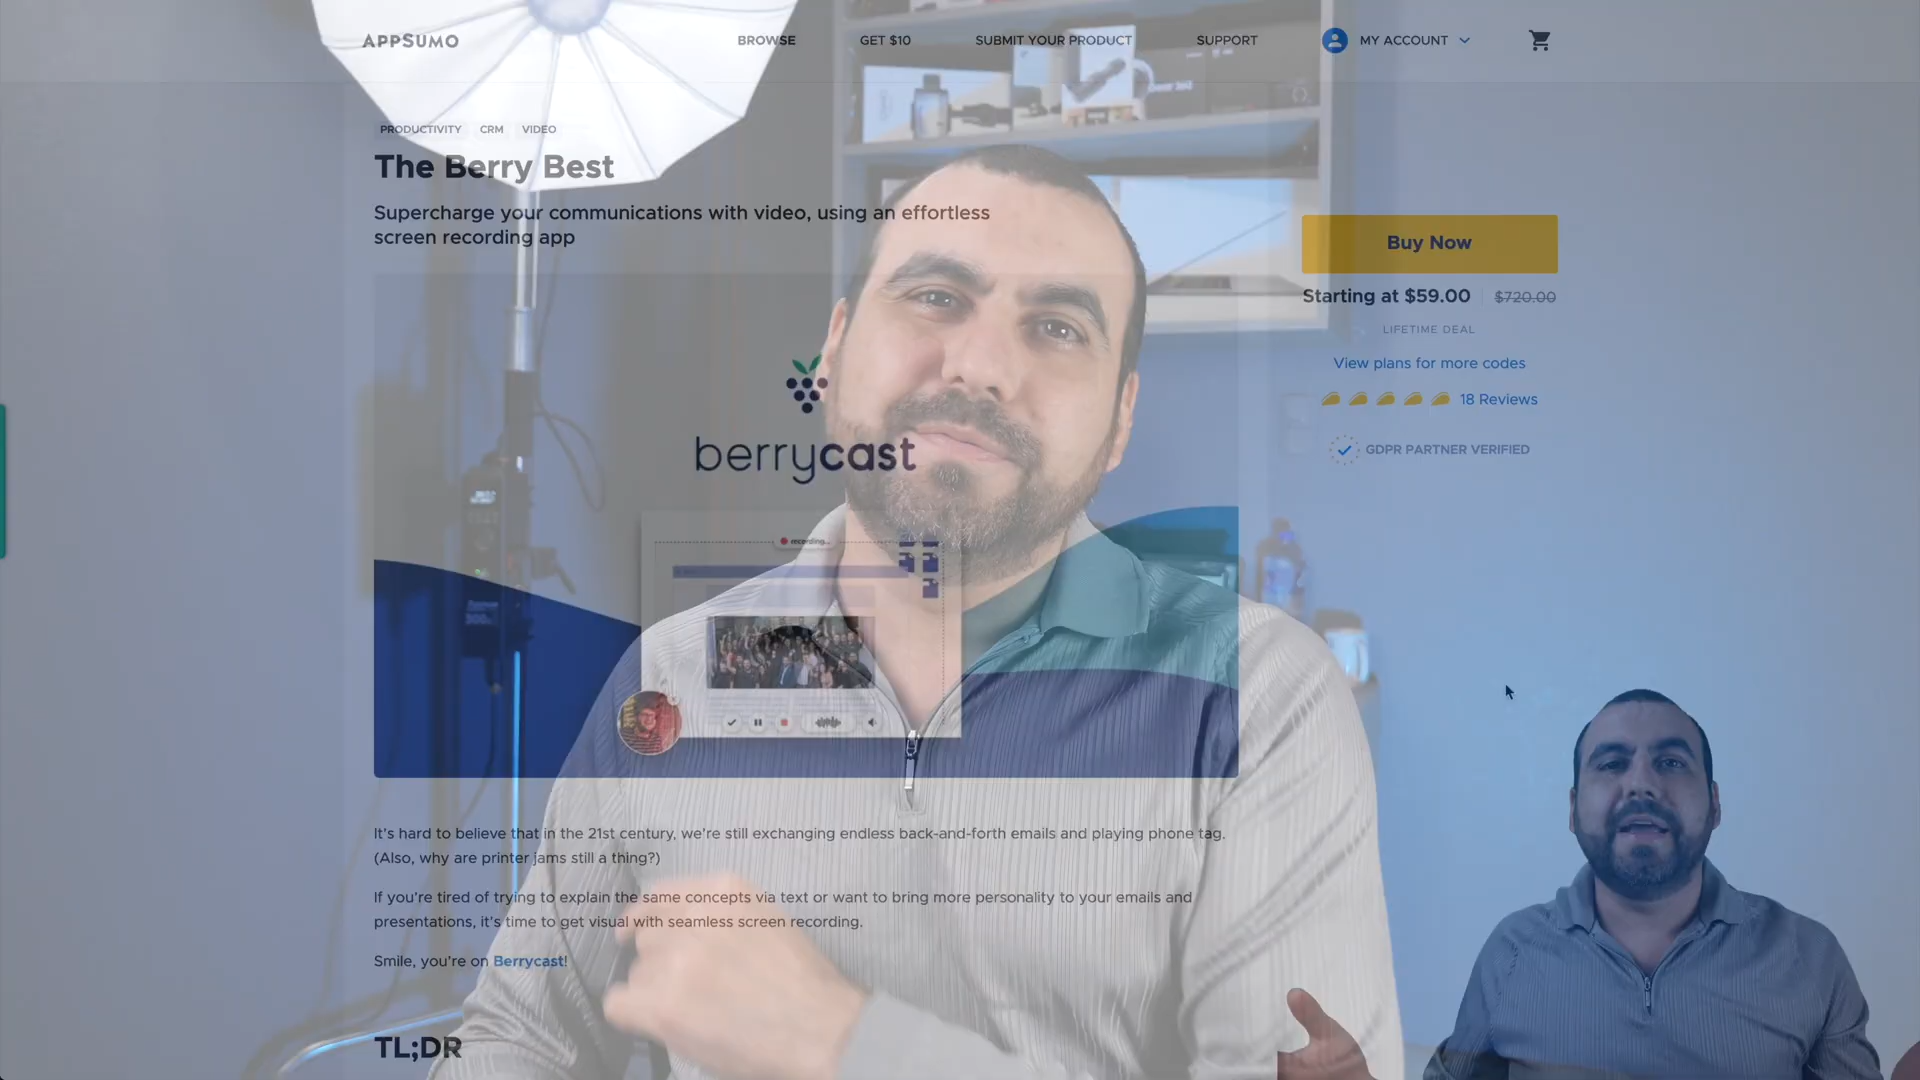 APPSUMO
BROWSE
GET $10
SUBMIT YOUR PRODUCT
SUPPORT
MY ACCOUNT
PRODUCTIVITY CRM VIDEO
The Berry Best
Supercharge your communications with video, using an effortless
screen recording app
Buy Now
Starting at $59.00 $720.00
LIFETIME DEAL
View plans for more codes
18 Reviews
GDPR PARTNER VERIFIED
berrycast
recording...
It's hard to believe that in the 21st century, we're still exchanging endless back-and-forth emails and playing phone tag.
(Also, why are printer jams still a thing?)
If you're tired of trying to explain the same concepts via text or want to bring more personality to your emails and
presentations, it's time to get visual with seamless screen recording.
Smile, you're on Berrycast!
TL;DR